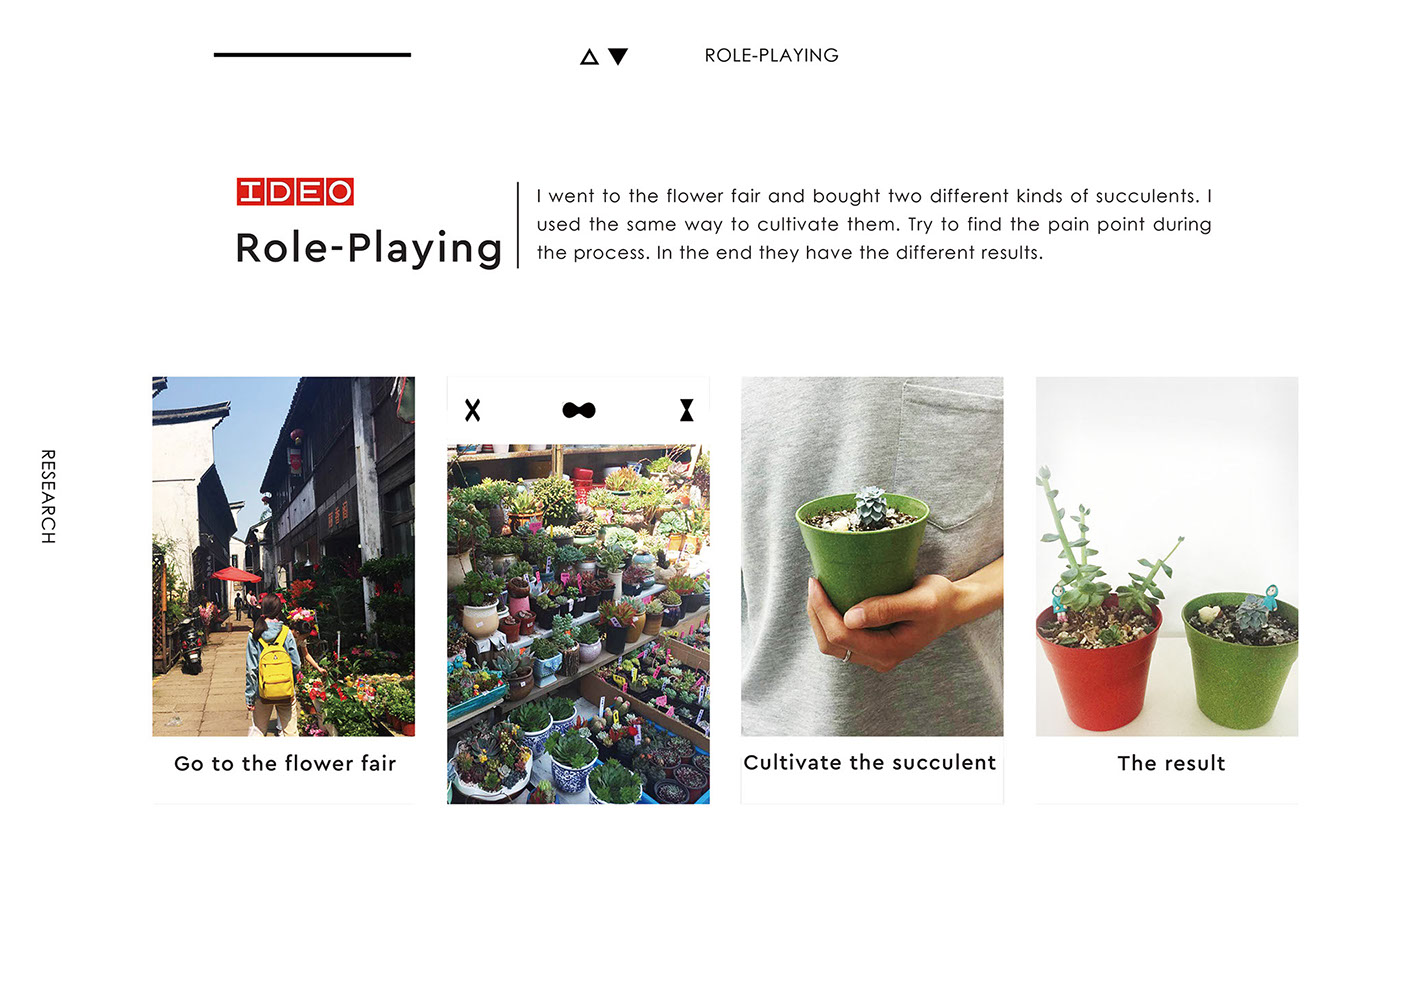 ROLE-PLAYING
IDEO
Role-Playing
I went to the flower fair and bought two different kinds of succulents. I
used the same way to cultivate them. Try to find the pain point during
the process. In the end they have the different results.
RESEARCH
Go to the flower fair
Cultivate the succulent
The result